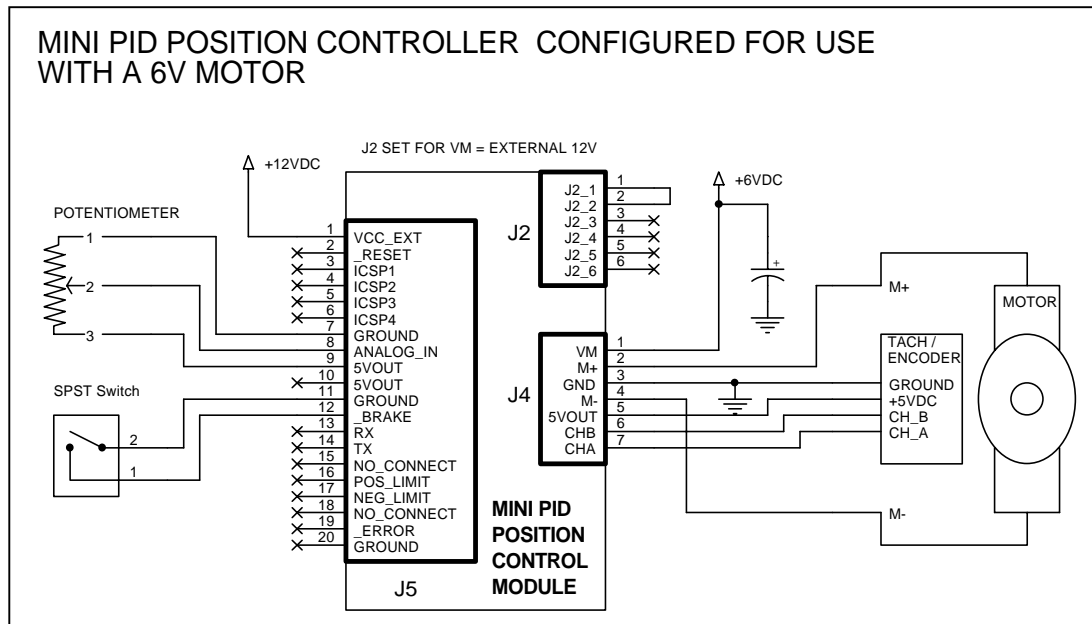 MINI PID POSITION CONTROLLER CONFIGURED FOR USE
WITH A 6V MOTOR
J2 SET FOR VM = EXTERNAL 12V
+12VDC
POTENTIOMETER
1
2
3
SPST Switch
2
1
1 VCC_EXT
2 _RESET
3 ICSP1
4 ICSP2
5 ICSP3
6 ICSP4
7 GROUND
8 ANALOG_IN
9 5VOUT
10 5VOUT
11 GROUND
12 _BRAKE
13 RX
14 TX
15 NO_CONNECT
16 POS_LIMIT
17 NEG_LIMIT
18 NO_CONNECT
19 _ERROR
20 GROUND
J5
J2
J2_1 1
J2_2 2
J2_3 3
J2_4 4
J2_5 5
J2_6 6
+6VDC
+
J4
VM 1
M+ 2
GND 3
M- 4
5VOUT 5
CHB 6
CHA 7
MINI PID
POSITION
CONTROL
MODULE
M+
MOTOR
TACH /
ENCODER
GROUND
+5VDC
CH_B
CH_A
M-